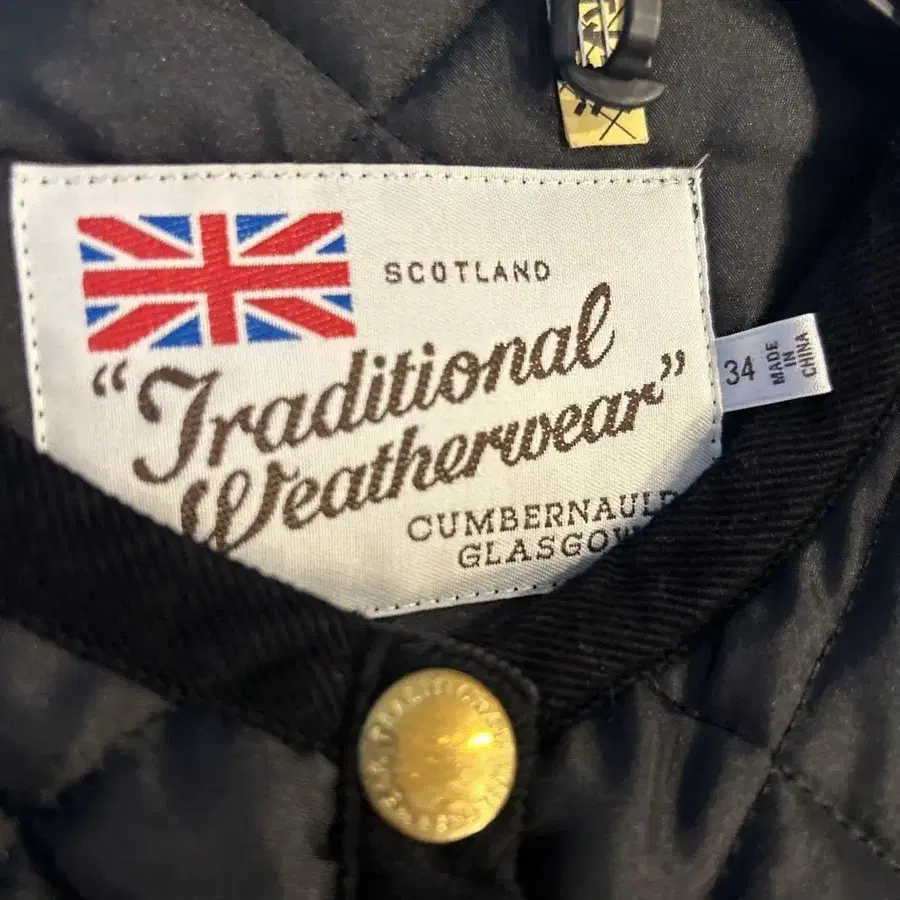 SCOTLAND
“Traditional
Weatherwear”
CUMBERNAULD
GLASGOW
34
MADE
IN
CHINA